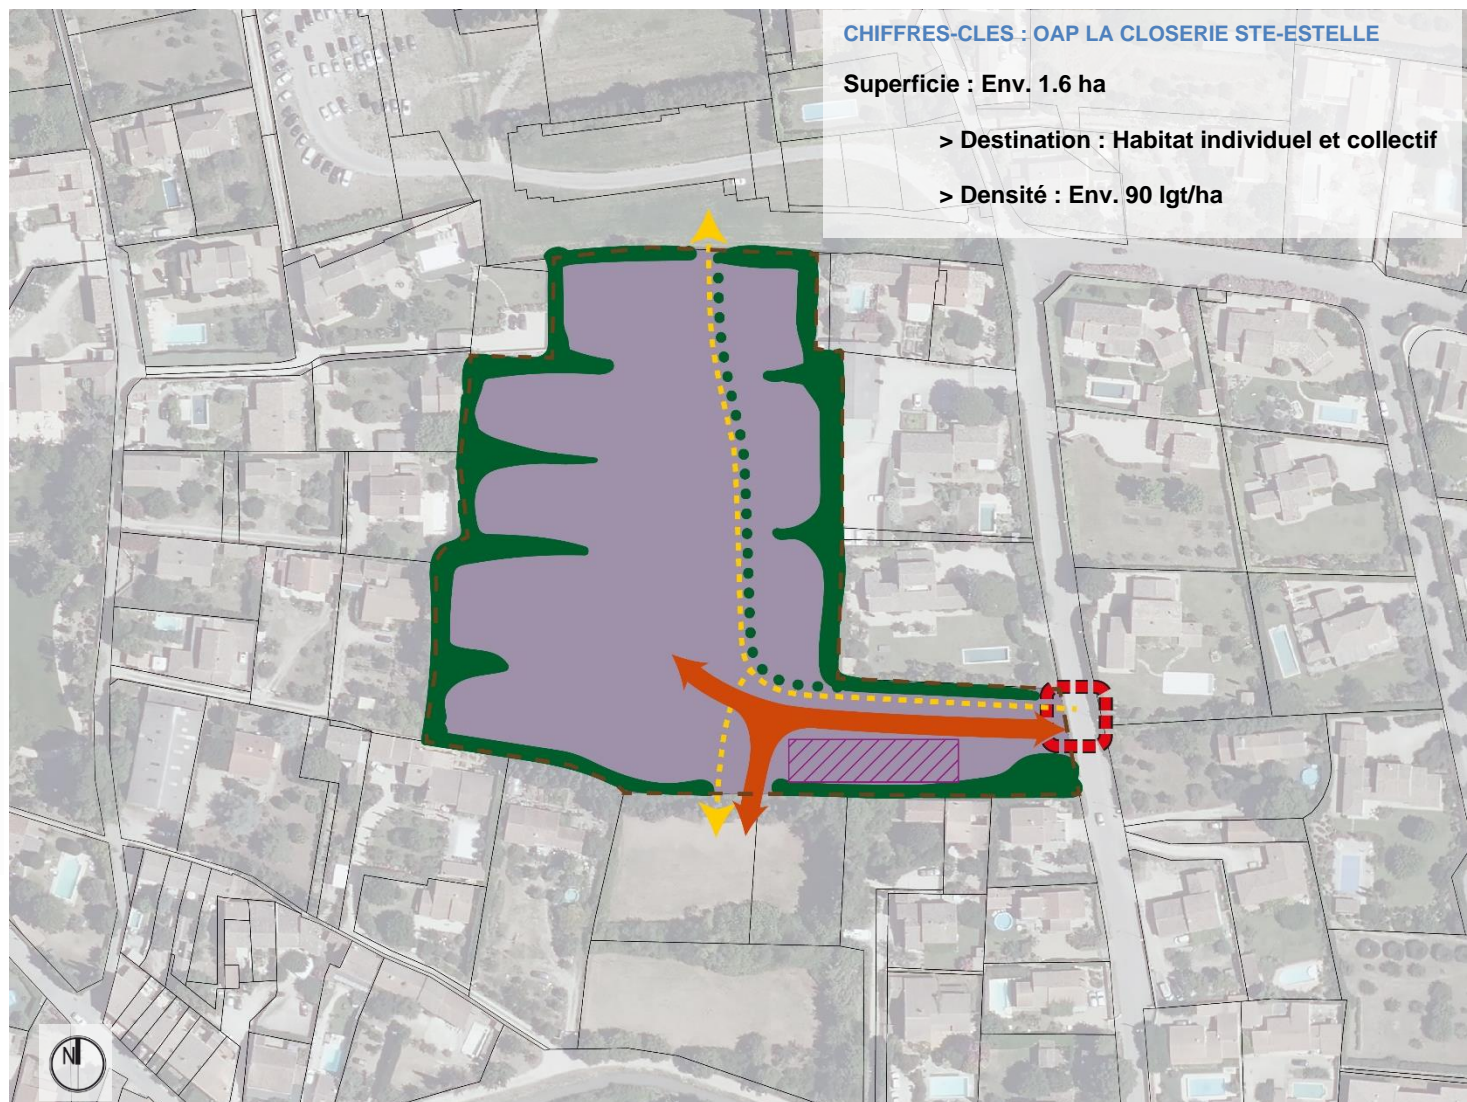 CHIFFRES-CLES : OAP LA CLOSERIE STE-ESTELLE
Superficie : Env. 1.6 ha
> Destination : Habitat individuel et collectif
> Densité : Env. 90 lgt/ha
N